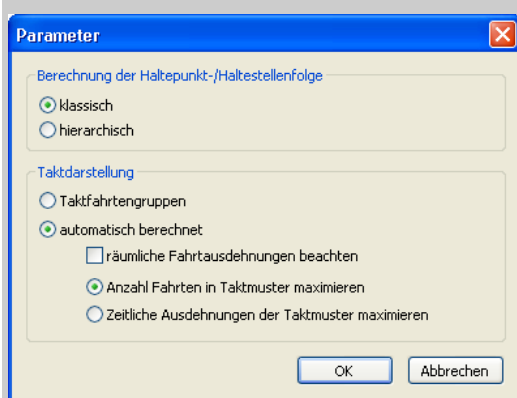 Parameter
Berechnung der Haltepunkt-/Haltestellenfolge
klassisch
hierarchisch
Taktdarstellung
Taktfahrtengruppen
automatisch berechnet
räumliche Fahrtausdehnungen beachten
Anzahl Fahrten in Taktmuster maximieren
Zeitliche Ausdehnungen der Taktmuster maximieren
OK
Abbrechen